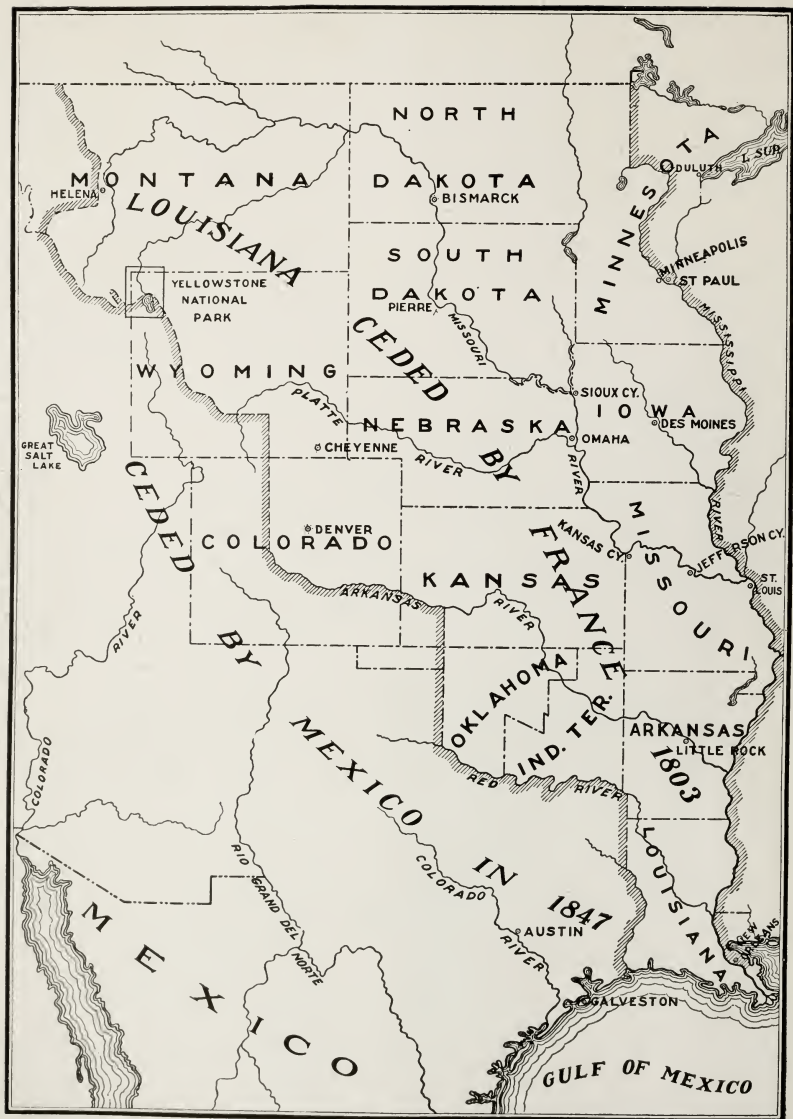 NORTH
DAKOTA
BISMARCK
MONTANA
HELENA
LOUISIANA
CEDED
BY
FRANCE
1803
MINNESOTA
DULUTH
L. SUP.
MINNEAPOLIS
ST PAUL
MISSISSIPPI
RIVER
SOUTH
DAKOTA
PIERRE
MISSOURI
RIVER
YELLOWSTONE
NATIONAL
PARK
WYOMING
CHEYENNE
PLATTE
RIVER
NEBRASKA
SIOUX CY.
OMAHA
IOWA
DES MOINES
GREAT
SALT
LAKE
CEDED
BY
MEXICO
IN
1847
COLORADO
DENVER
KANSAS
KANSAS CY.
ARKANSAS
RIVER
MISSOURI
JEFFERSON CY.
ST.
LOUIS
RIVER
COLORADO
OKLAHOMA
IND. TER.
ARKANSAS
LITTLE ROCK
RED
RIVER
LOUISIANA
NEW
ORLEANS
COLORADO
RIVER
AUSTIN
GALVESTON
RIO
GRAND DEL
NORTE
MEXICO
GULF OF MEXICO